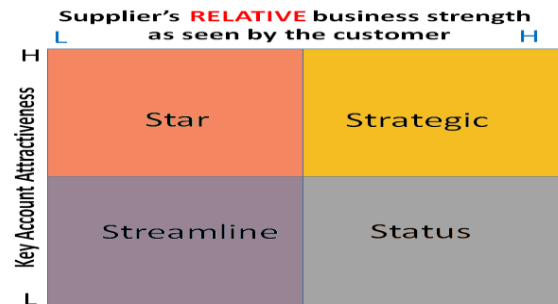 Supplier's RELATIVE business strength
as seen by the customer
L H
H
Key Account Attractiveness
L
Star
Strategic
Streamline
Status